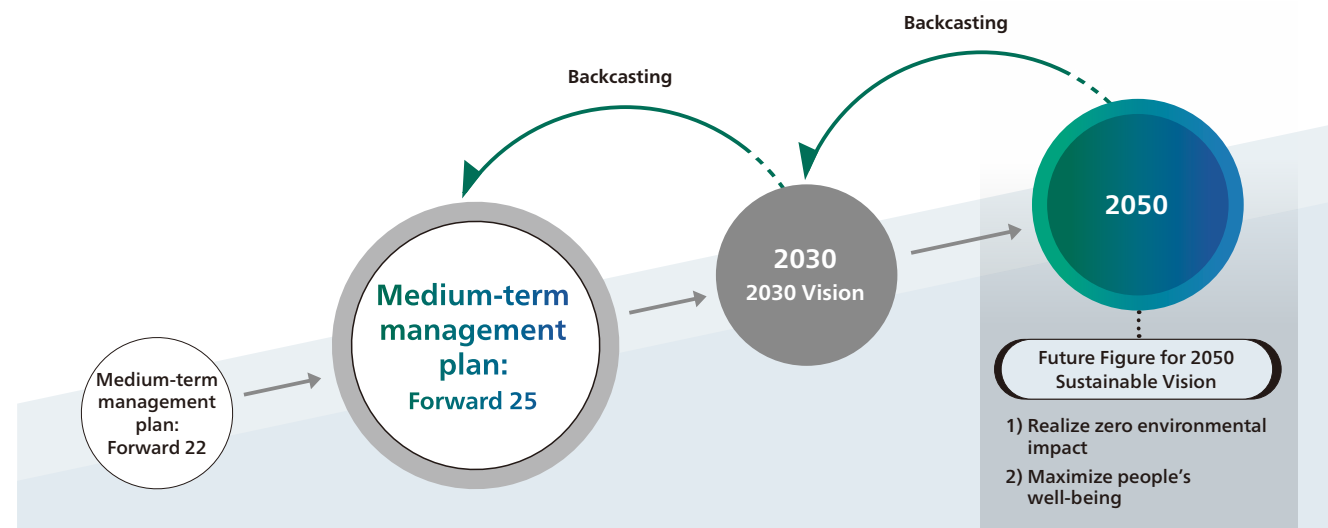 Backcasting
Backcasting
Medium-term
management
plan:
Forward 22
Medium-term
management
plan:
Forward 25
2030
2030 Vision
2050
Future Figure for 2050
Sustainable Vision
1) Realize zero environmental
impact
2) Maximize people’s
well-being